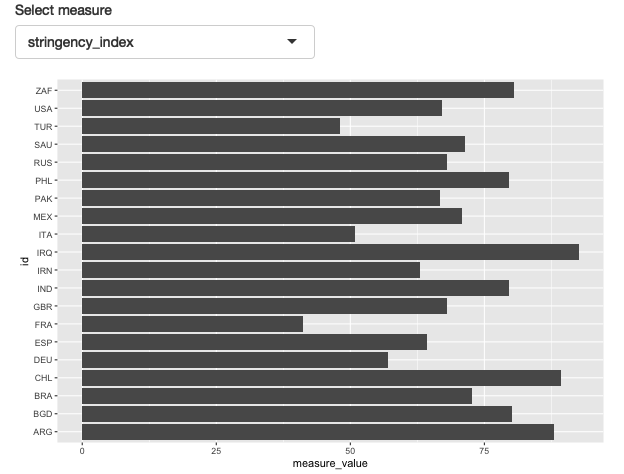 Select measure
stringency_index
ZAF
USA
TUR
SAU
RUS
PHL
PAK
MEX
ITA
IRQ
IRN
IND
GBR
FRA
ESP
DEU
CHL
BRA
BGD
ARG
id
0 25 50 75
measure_value